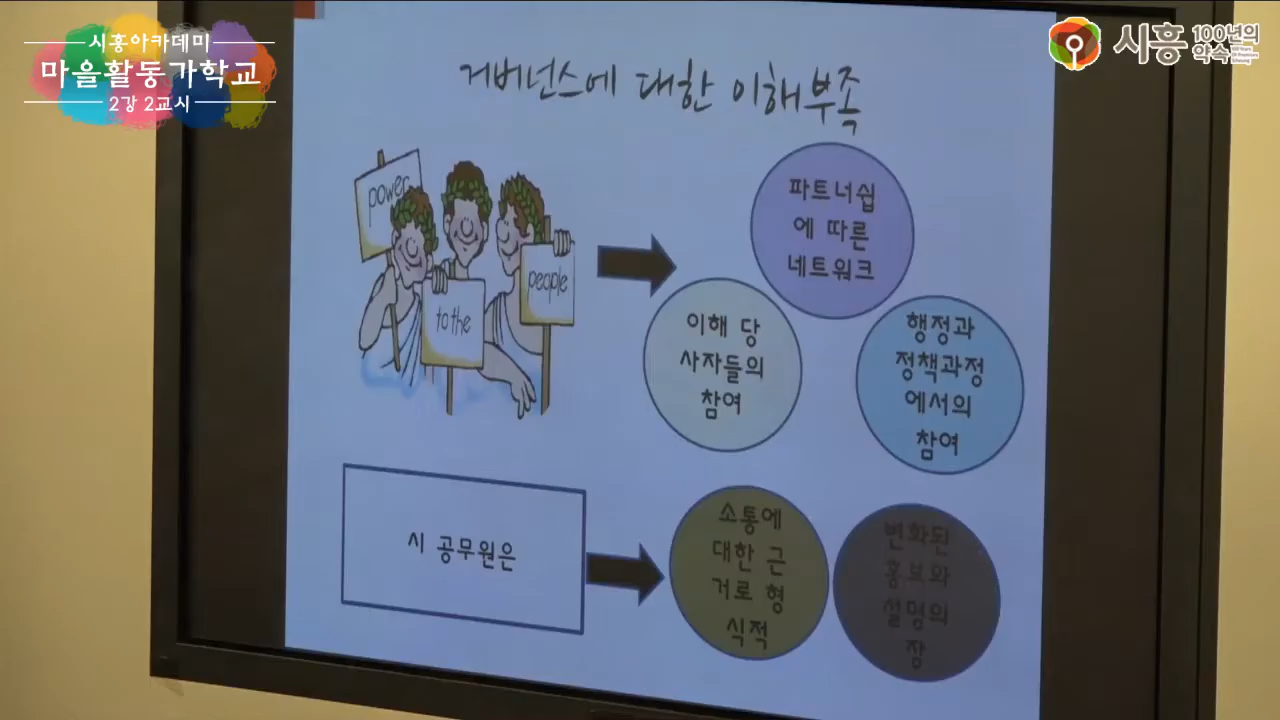 시흥아카데미
마을활동가학교
2강 2교시
시흥
100년의
약속
거버넌스에 대한 이해부족
power
to the
people
파트너쉽
에 따른
네트워크
이해 당
사자들의
참여
행정과
정책과정
에서의
참여
시 공무원은
소통에
대한 근
거로 형
식적
변화된
홍보와
설명의
장